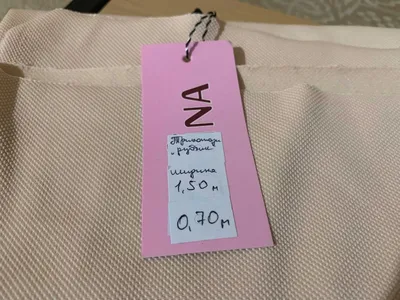 NA
Трикотаж
"рубчик"
ширина
1,50 м
0,70 м